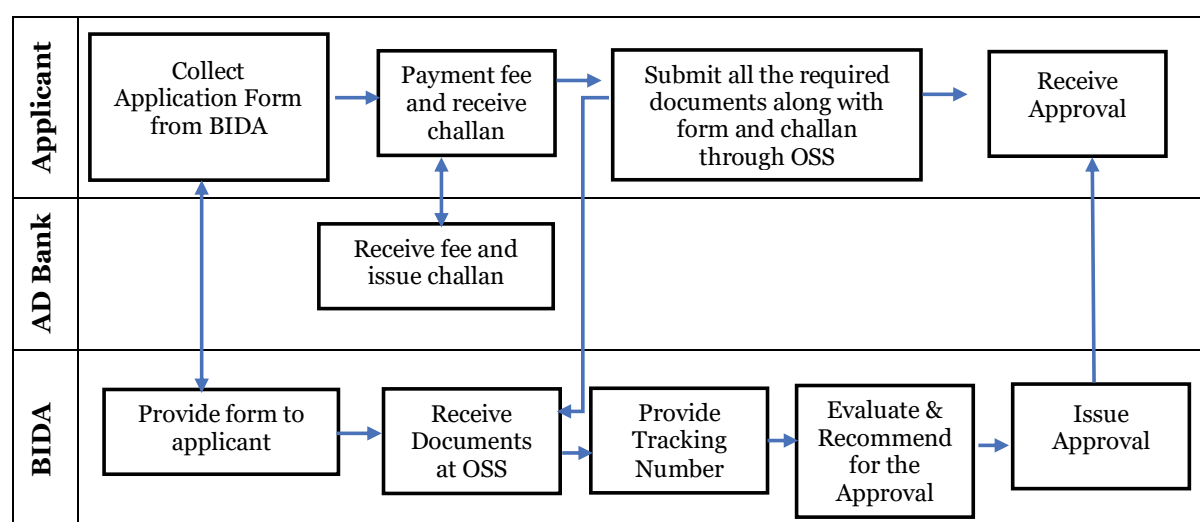 Applicant
Collect
Application Form
from BIDA
Payment fee
and receive
challan
Submit all the required
documents along with
form and challan
through OSS
Receive
Approval
AD Bank
Receive fee and
issue challan
BIDA
Provide form to
applicant
Receive
Documents
at OSS
Provide
Tracking
Number
Evaluate &
Recommend
for the
Approval
Issue
Approval